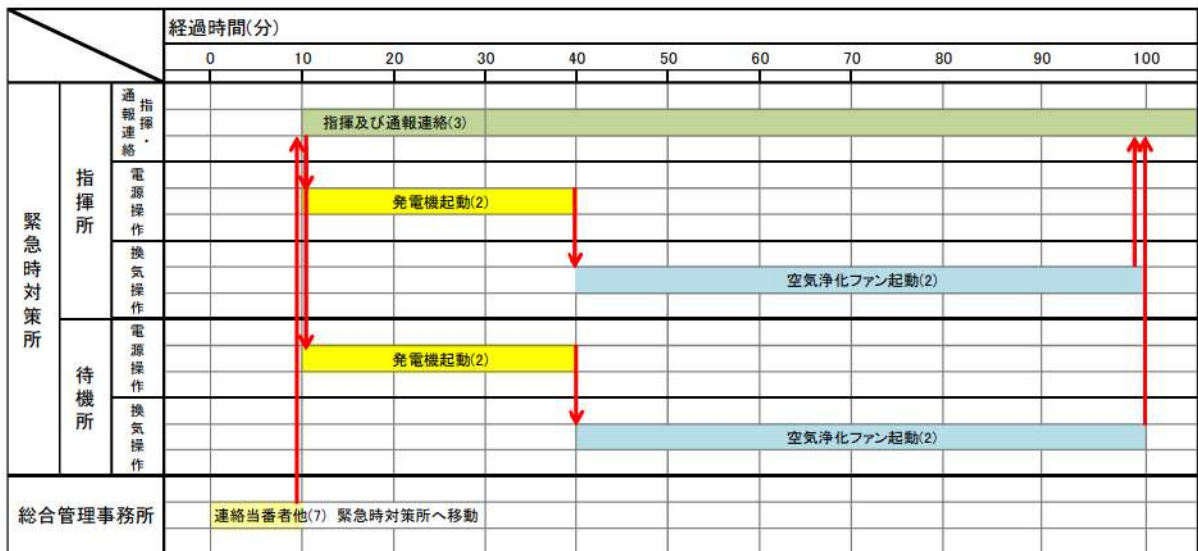 経過時間(分)
0 10 20 30 40 50 60 70 80 90 100
緊急時対策所
指揮所
指揮・通報連絡
指揮及び通報連絡(3)
電源操作
発電機起動(2)
換気操作
空気浄化ファン起動(2)
待機所
電源操作
発電機起動(2)
換気操作
空気浄化ファン起動(2)
総合管理事務所
連絡当番者他(7) 緊急時対策所へ移動